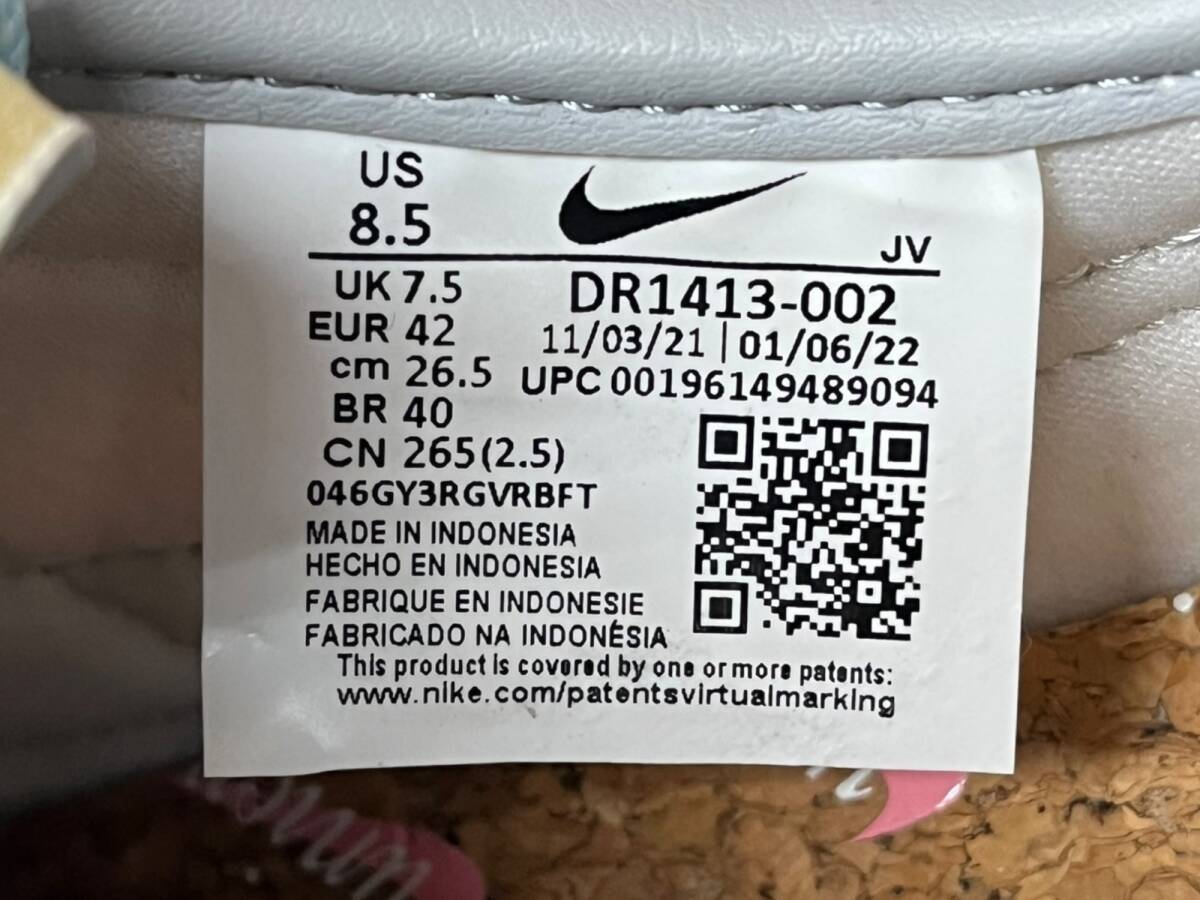 US
8.5
JV
UK 7.5
DR1413-002
EUR 42
11/03/21 | 01/06/22
cm 26.5
UPC 00196149489094
BR 40
CN 265(2.5)
046GY3RGVRBFT
MADE IN INDONESIA
HECHO EN INDONESIA
FABRIQUE EN INDONESIE
FABRICADO NA INDONÉSIA
This product is covered by one or more patents:
www.nike.com/patentsvirtualmarking